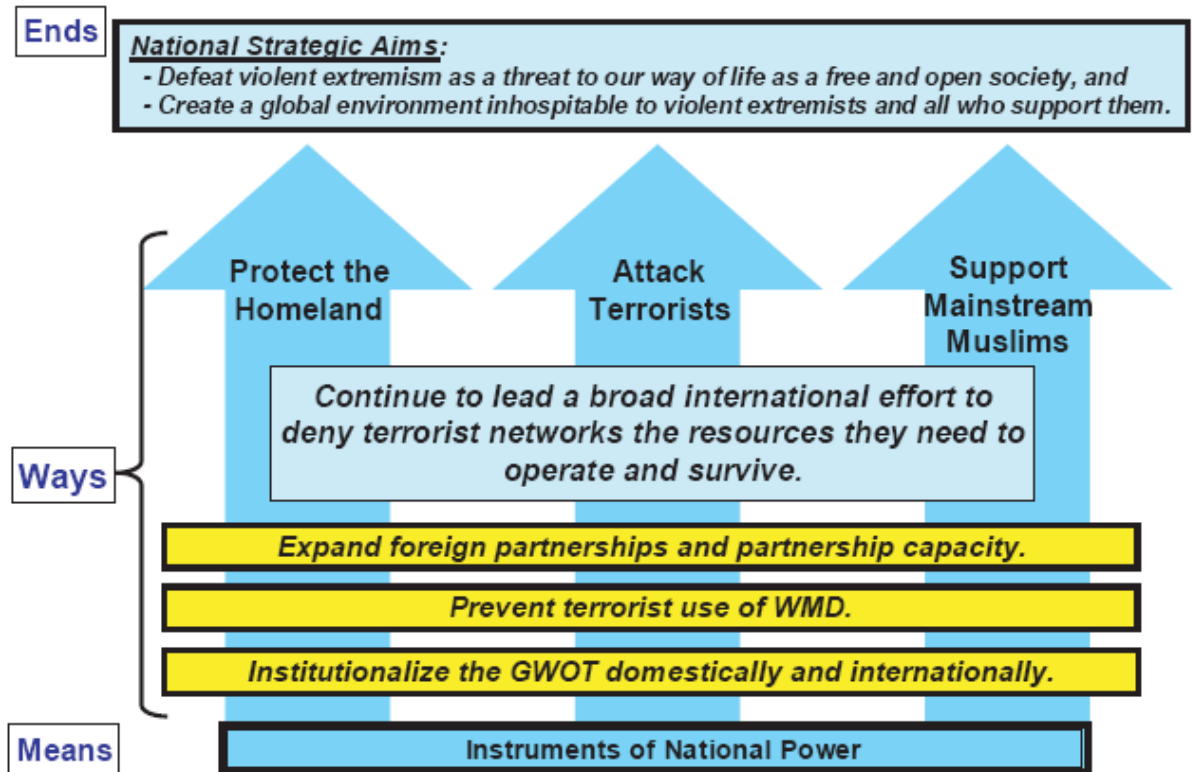 Ends
National Strategic Aims:
- Defeat violent extremism as a threat to our way of life as a free and open society, and
- Create a global environment inhospitable to violent extremists and all who support them.
Protect the
Homeland
Attack
Terrorists
Support
Mainstream
Muslims
Ways
Continue to lead a broad international effort to
deny terrorist networks the resources they need to
operate and survive.
Expand foreign partnerships and partnership capacity.
Prevent terrorist use of WMD.
Institutionalize the GWOT domestically and internationally.
Means
Instruments of National Power